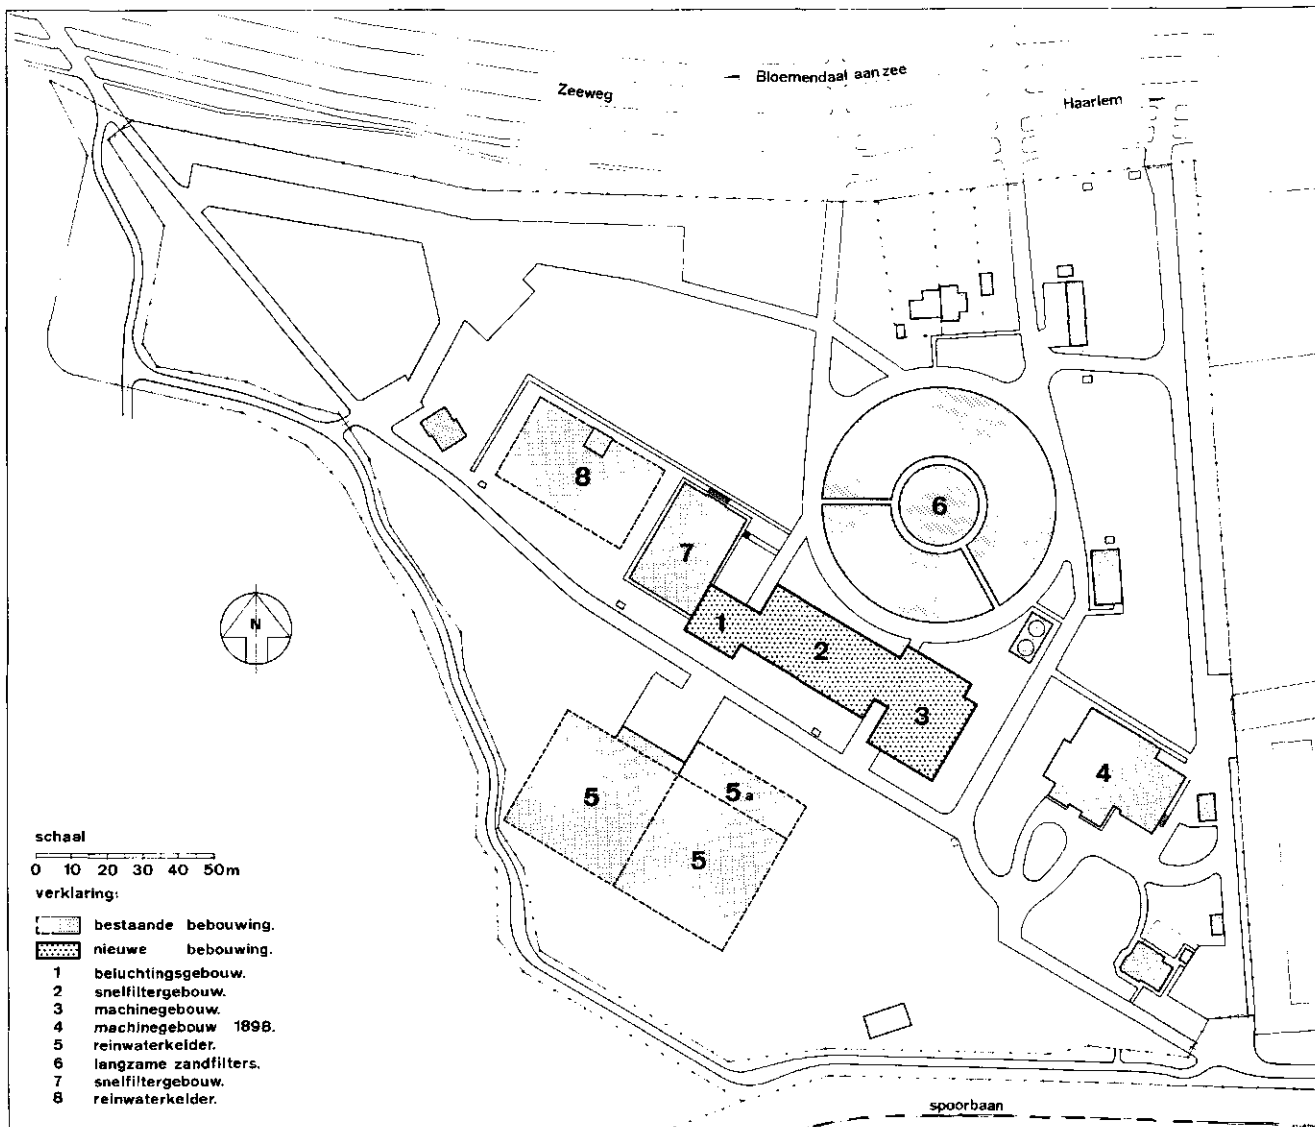 Zeeweg
Bloemendaal aan zee
Haarlem
8
6
7
1
2
3
4
5
5a
5
N
schaal
0 10 20 30 40 50m
verklaring:
bestaande bebouwing.
nieuwe bebouwing.
1 beluchtingsgebouw.
2 snelfiltergebouw.
3 machinegebouw.
4 machinegebouw 1898.
5 reinwaterkelder.
6 langzame zandfilters.
7 snelfiltergebouw.
8 reinwaterkelder.
spoorbaan